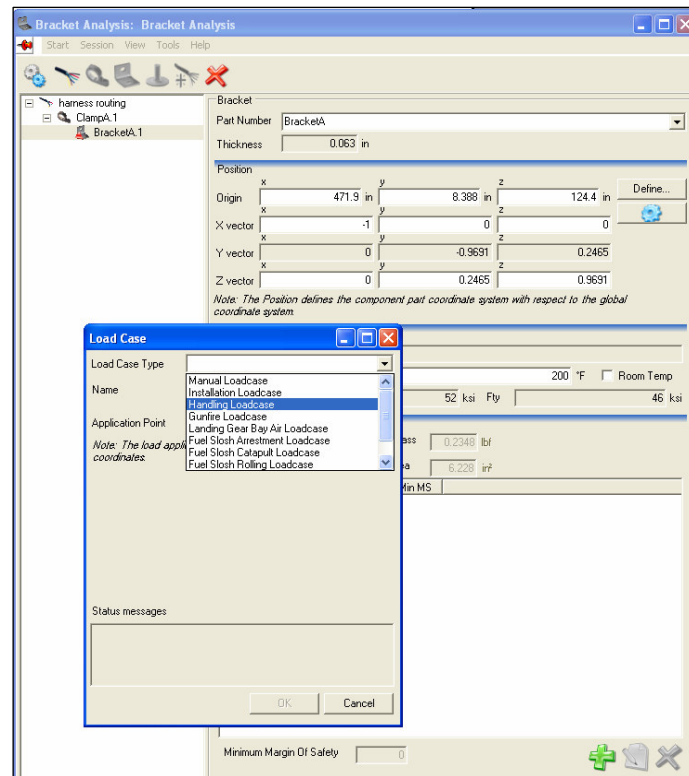 Bracket Analysis: Bracket Analysis
Start Session View Tools Help
harness routing
ClampA.1
BracketA.1
Bracket
Part Number BracketA
Thickness 0.063 in
Position
x y z
Origin 471.9 in 8.388 in 124.4 in Define...
x y z
X vector -1 0 0
x y z
Y vector 0 -0.9691 0.2465
x y z
Z vector 0 0.2465 0.9691
Note: The Position defines the component part coordinate system with respect to the global
coordinate system.
200 °F Room Temp
52 ksi Fty 46 ksi
0.2348 lbf
6.228 in²
Min MS
Minimum Margin Of Safety 0
Load Case
Load Case Type
Name
Application Point
Note: The load
coordinates.
Manual Loadcase
Installation Loadcase
Handling Loadcase
Gunfire Loadcase
Landing Gear Bay Air Loadcase
Fuel Slosh Arrestment Loadcase
Fuel Slosh Catapult Loadcase
Fuel Slosh Rolling Loadcase
Status messages
OK Cancel